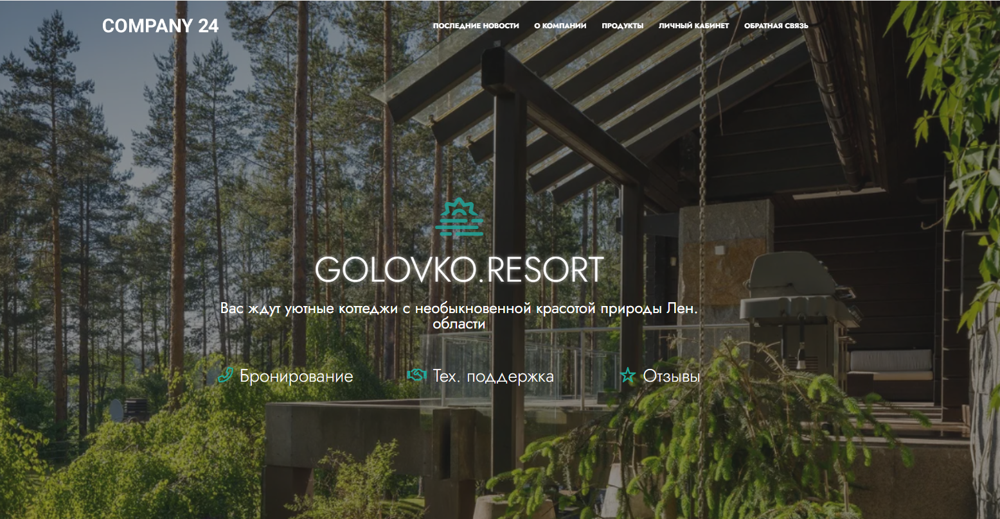 COMPANY 24
ПОСЛЕДНИЕ НОВОСТИ О КОМПАНИИ ПРОДУКТЫ ЛИЧНЫЙ КАБИНЕТ ОБРАТНАЯ СВЯЗЬ
GOLOVKO.RESORT
Вас ждут уютные коттеджи с необыкновенной красотой природы Лен.
области
Бронирование Тех. поддержка Отзывы